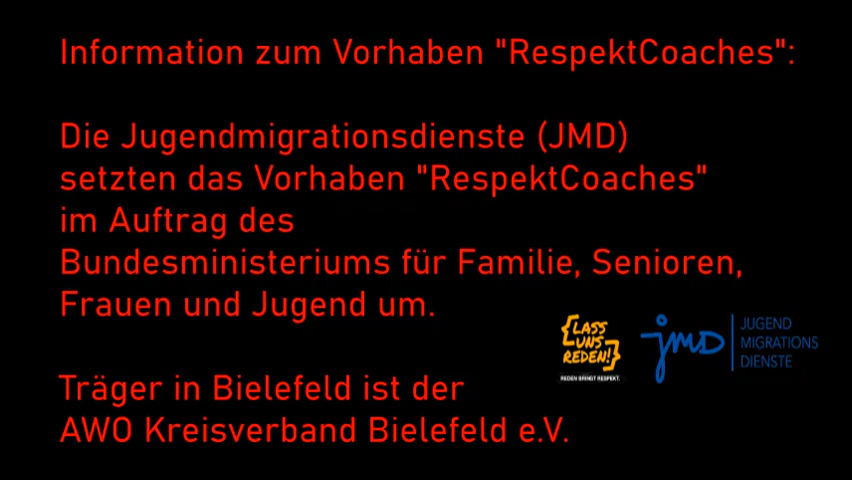 Information zum Vorhaben "RespektCoaches":
Die Jugendmigrationsdienste (JMD)
setzten das Vorhaben "RespektCoaches"
im Auftrag des
Bundesministeriums für Familie, Senioren,
Frauen und Jugend um.
{LASS
UNS
REDEN!}
REDEN BRINGT RESPEKT.
jmD
JUGEND
MIGRATIONS
DIENSTE
Träger in Bielefeld ist der
AWO Kreisverband Bielefeld e.V.